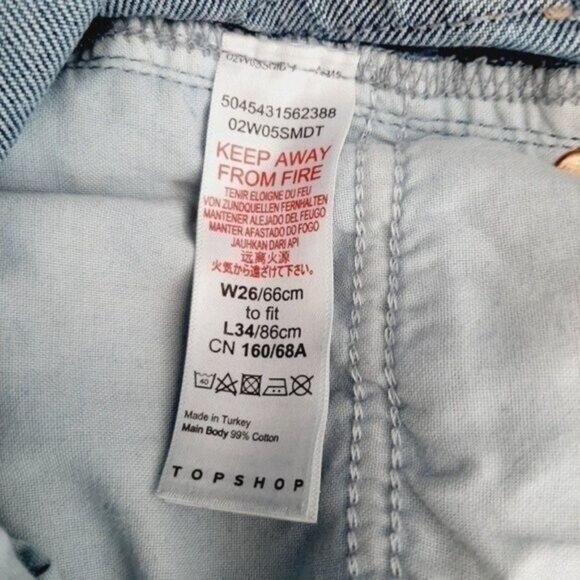 5045431562388
02W05SMDT
KEEP AWAY
FROM FIRE
TENIR ELOIGNE DU FEU
VON ZUNDQUELLEN FERNHALTEN
MANTENER ALEJADO DEL FEUGO
MANTER AFASTADO DO FOGO
JAUHKAN DARI API
远离火源
火気から遠ざけて下さい。
W26/66cm
to fit
L34/86cm
CN 160/68A
40
Made in Turkey
Main Body 99% Cotton
TOPSHOP